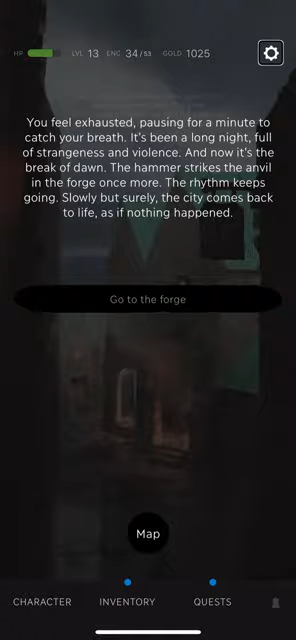 HP LVL 13 ENC 34/53 GOLD 1025
You feel exhausted, pausing for a minute to
catch your breath. It's been a long night, full
of strangeness and violence. And now it's the
break of dawn. The hammer strikes the anvil
in the forge once more. The rhythm keeps
going. Slowly but surely, the city comes back
to life, as if nothing happened.
Go to the forge
Map
CHARACTER INVENTORY QUESTS